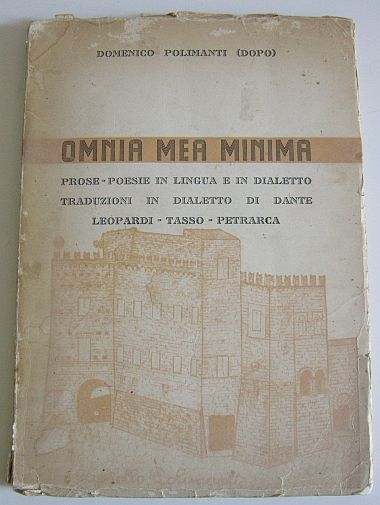 DOMENICO POLIMANTI (DOPO)
OMNIA MEA MINIMA
PROSE-POESIE IN LINGUA E IN DIALETTO
TRADUZIONI IN DIALETTO DI DANTE
LEOPARDI - TASSO - PETRARCA